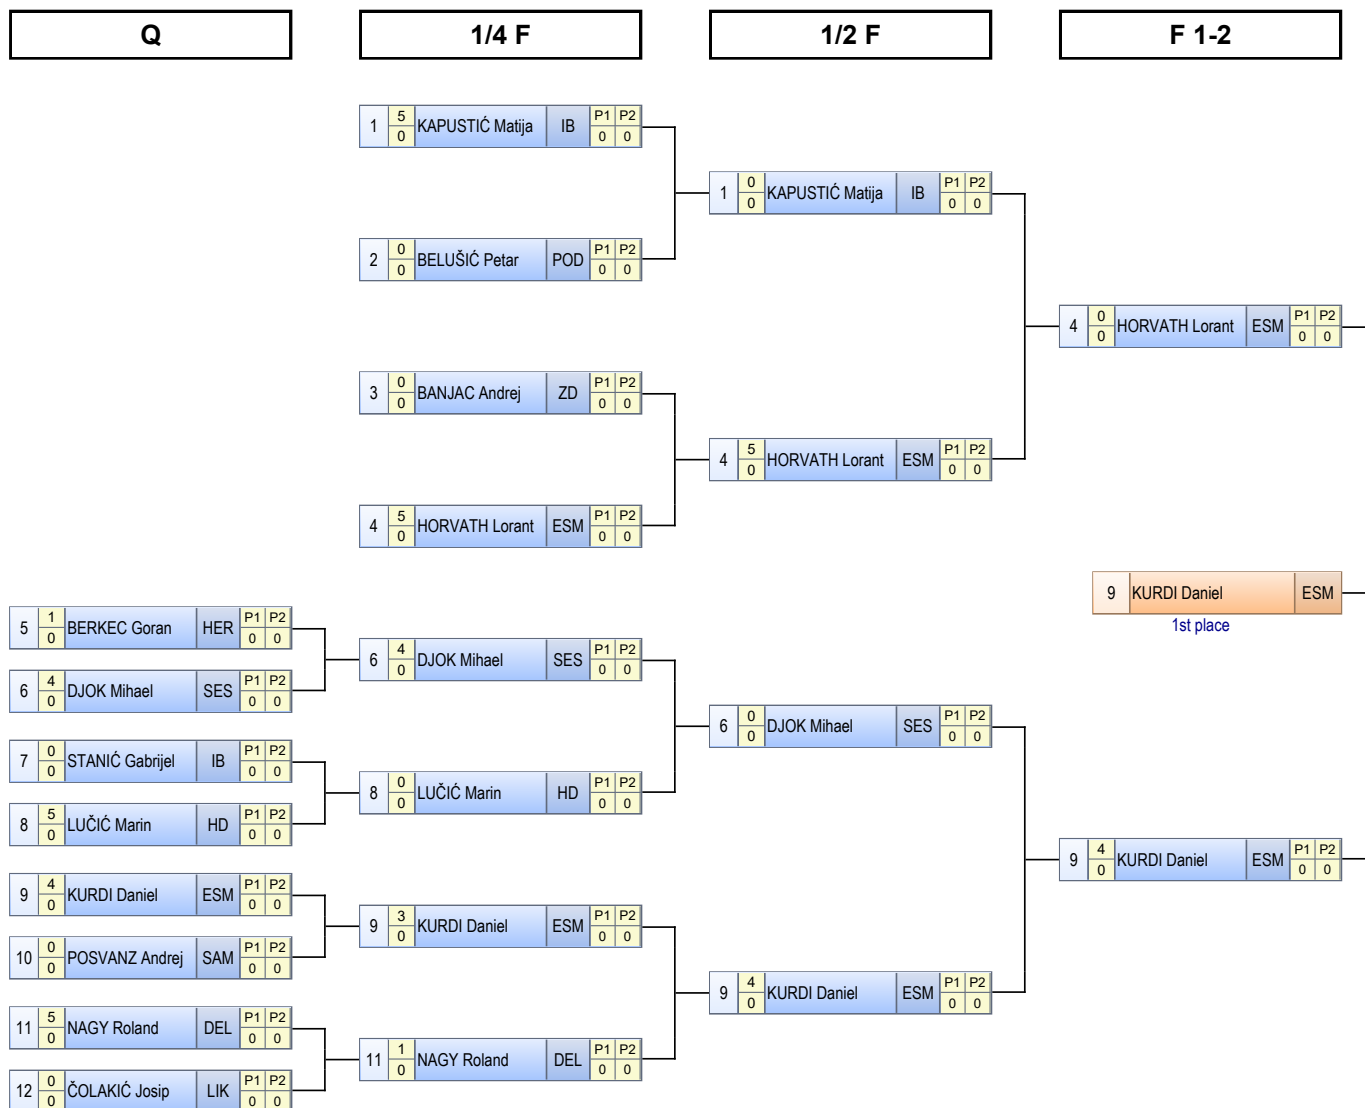 Q
1/4 F
1/2 F
F 1-2
1 5 0 KAPUSTIĆ Matija IB P1 P2 0 0
2 0 0 BELUŠIĆ Petar POD P1 P2 0 0
3 0 0 BANJAC Andrej ZD P1 P2 0 0
4 5 0 HORVATH Lorant ESM P1 P2 0 0
1 0 0 KAPUSTIĆ Matija IB P1 P2 0 0
4 5 0 HORVATH Lorant ESM P1 P2 0 0
4 0 0 HORVATH Lorant ESM P1 P2 0 0
9 KURDI Daniel ESM
1st place
5 1 0 BERKEC Goran HER P1 P2 0 0
6 4 0 DJOK Mihael SES P1 P2 0 0
7 0 0 STANIĆ Gabrijel IB P1 P2 0 0
8 5 0 LUČIĆ Marin HD P1 P2 0 0
9 4 0 KURDI Daniel ESM P1 P2 0 0
10 0 0 POSVANZ Andrej SAM P1 P2 0 0
11 5 0 NAGY Roland DEL P1 P2 0 0
12 0 0 ČOLAKIĆ Josip LIK P1 P2 0 0
6 4 0 DJOK Mihael SES P1 P2 0 0
8 0 0 LUČIĆ Marin HD P1 P2 0 0
9 3 0 KURDI Daniel ESM P1 P2 0 0
11 1 0 NAGY Roland DEL P1 P2 0 0
6 0 0 DJOK Mihael SES P1 P2 0 0
9 4 0 KURDI Daniel ESM P1 P2 0 0
9 4 0 KURDI Daniel ESM P1 P2 0 0